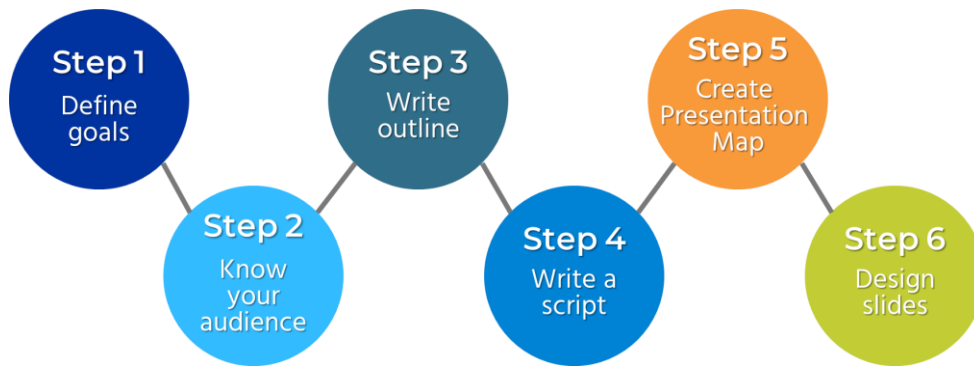 Step 1
Define
goals
Step 2
Know
your
audience
Step 3
Write
outline
Step 4
Write a
script
Step 5
Create
Presentation
Map
Step 6
Design
slides